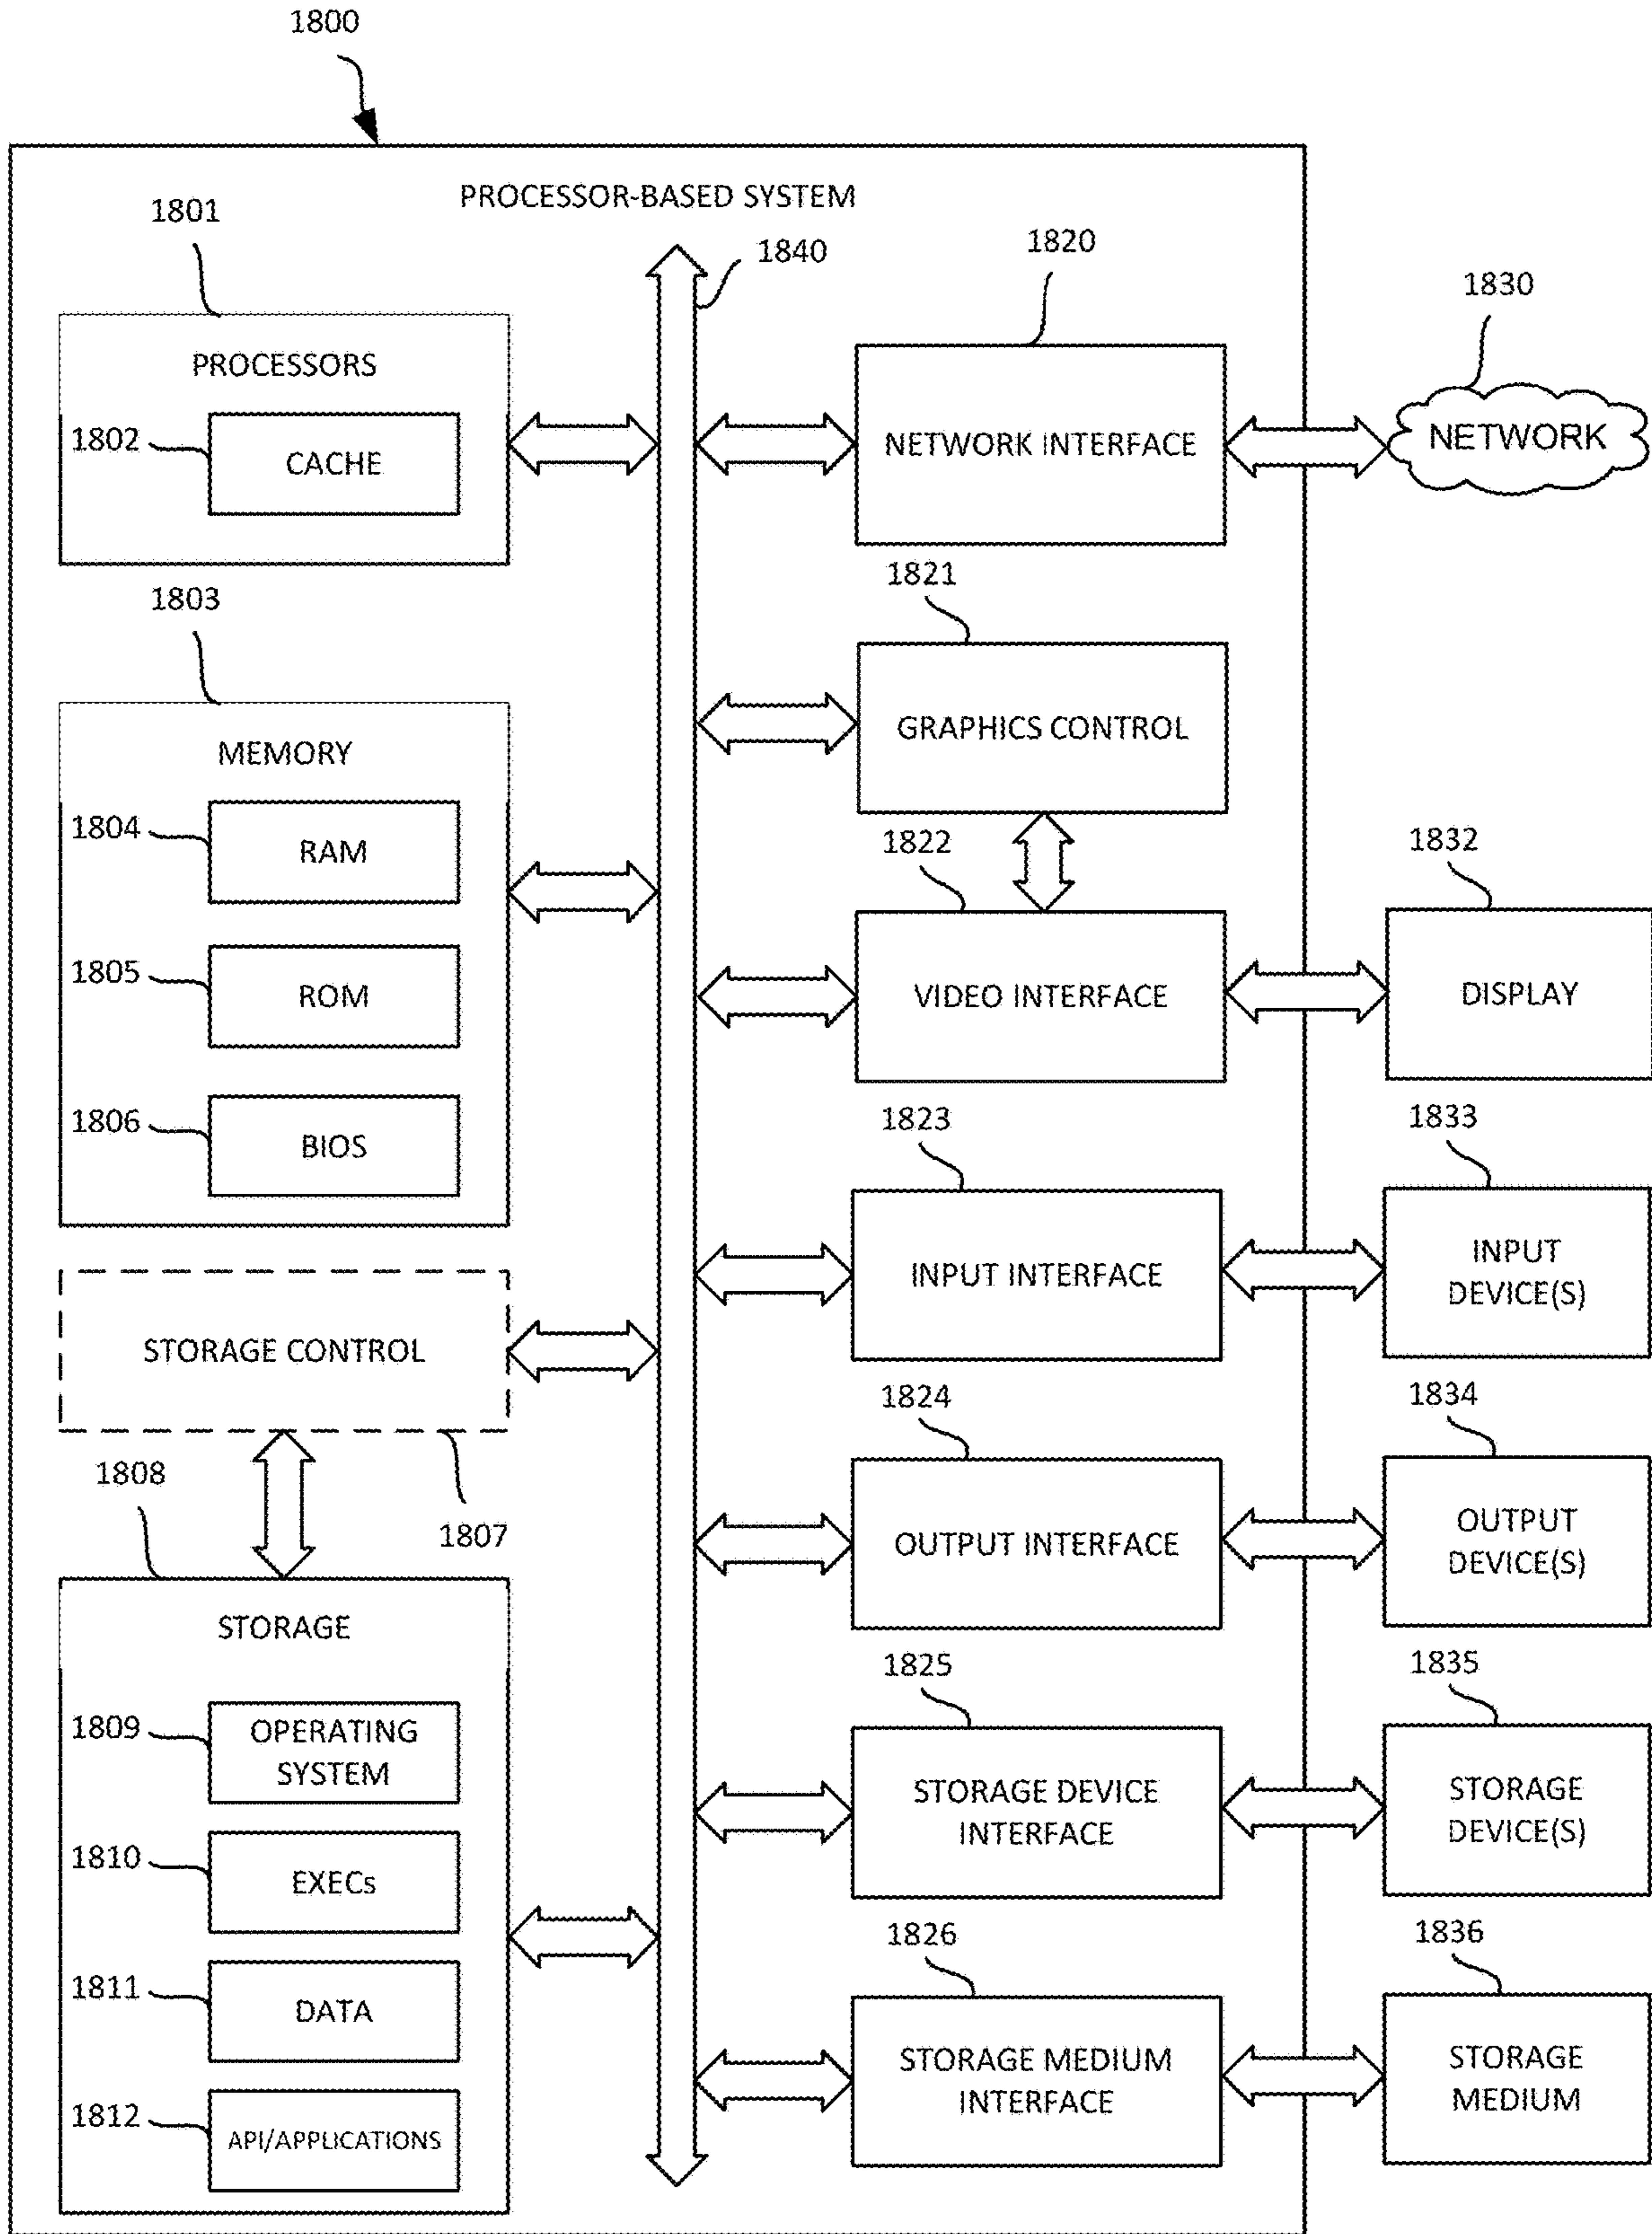 1800
PROCESSOR-BASED SYSTEM
1801
PROCESSORS
1802
CACHE
1803
MEMORY
1804
RAM
1805
ROM
1806
BIOS
STORAGE CONTROL
1807
1808
STORAGE
1809
OPERATING
SYSTEM
1810
EXECs
1811
DATA
1812
API/APPLICATIONS
1840
1820
NETWORK INTERFACE
1830
NETWORK
1821
GRAPHICS CONTROL
1822
VIDEO INTERFACE
1832
DISPLAY
1823
INPUT INTERFACE
1833
INPUT
DEVICE(S)
1824
OUTPUT INTERFACE
1834
OUTPUT
DEVICE(S)
1825
STORAGE DEVICE
INTERFACE
1835
STORAGE
DEVICE(S)
1826
STORAGE MEDIUM
INTERFACE
1836
STORAGE
MEDIUM